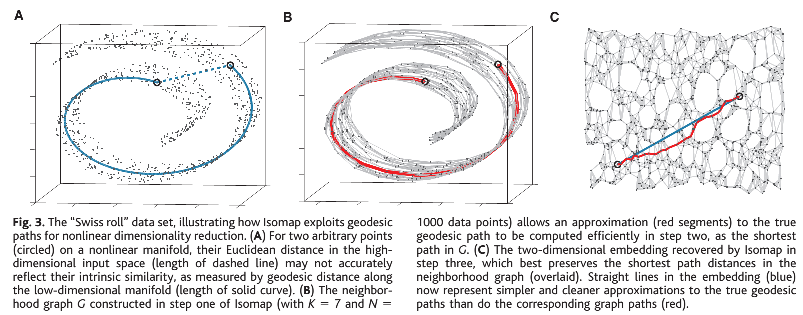 A
B
C
Fig. 3. The "Swiss roll" data set, illustrating how Isomap exploits geodesic
paths for nonlinear dimensionality reduction. (A) For two arbitrary points
(circled) on a nonlinear manifold, their Euclidean distance in the high-
dimensional input space (length of dashed line) may not accurately
reflect their intrinsic similarity, as measured by geodesic distance along
the low-dimensional manifold (length of solid curve). (B) The neighbor-
hood graph G constructed in step one of Isomap (with K = 7 and N =
1000 data points) allows an approximation (red segments) to the true
geodesic path to be computed efficiently in step two, as the shortest
path in G. (C) The two-dimensional embedding recovered by Isomap in
step three, which best preserves the shortest path distances in the
neighborhood graph (overlaid). Straight lines in the embedding (blue)
now represent simpler and cleaner approximations to the true geodesic
paths than do the corresponding graph paths (red).